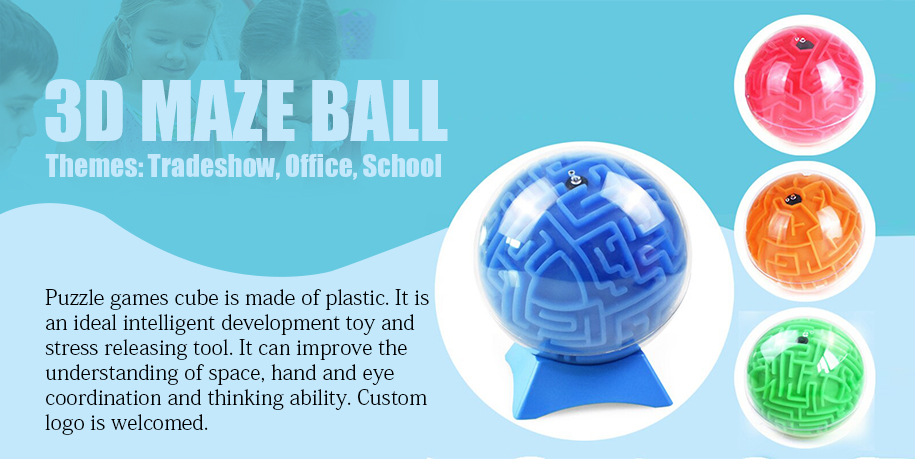 3D MAZE BALL
Themes: Tradeshow, Office, School
Puzzle games cube is made of plastic. It is
an ideal intelligent development toy and
stress releasing tool. It can improve the
understanding of space, hand and eye
coordination and thinking ability. Custom
logo is welcomed.